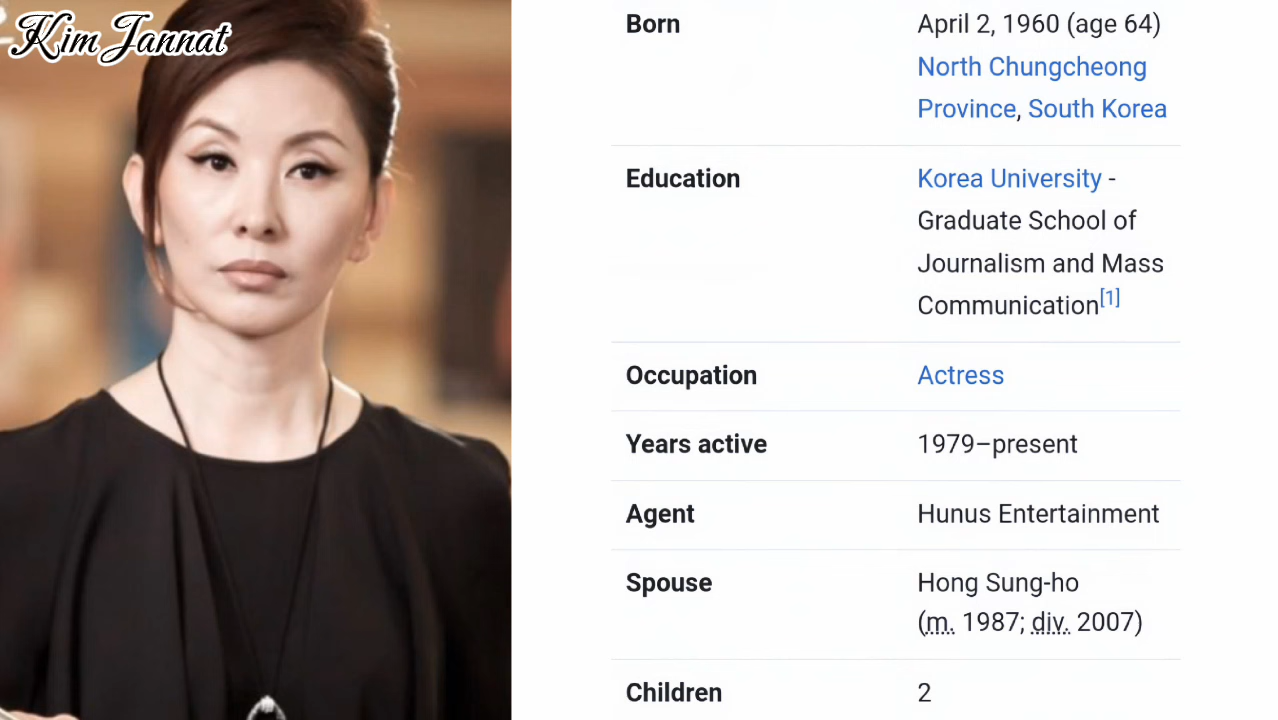 Kim Jannat
Born
April 2, 1960 (age 64)
North Chungcheong
Province, South Korea
Education
Korea University -
Graduate School of
Journalism and Mass
Communication[1]
Occupation
Actress
Years active
1979–present
Agent
Hunus Entertainment
Spouse
Hong Sung-ho
(m. 1987; div. 2007)
Children
2